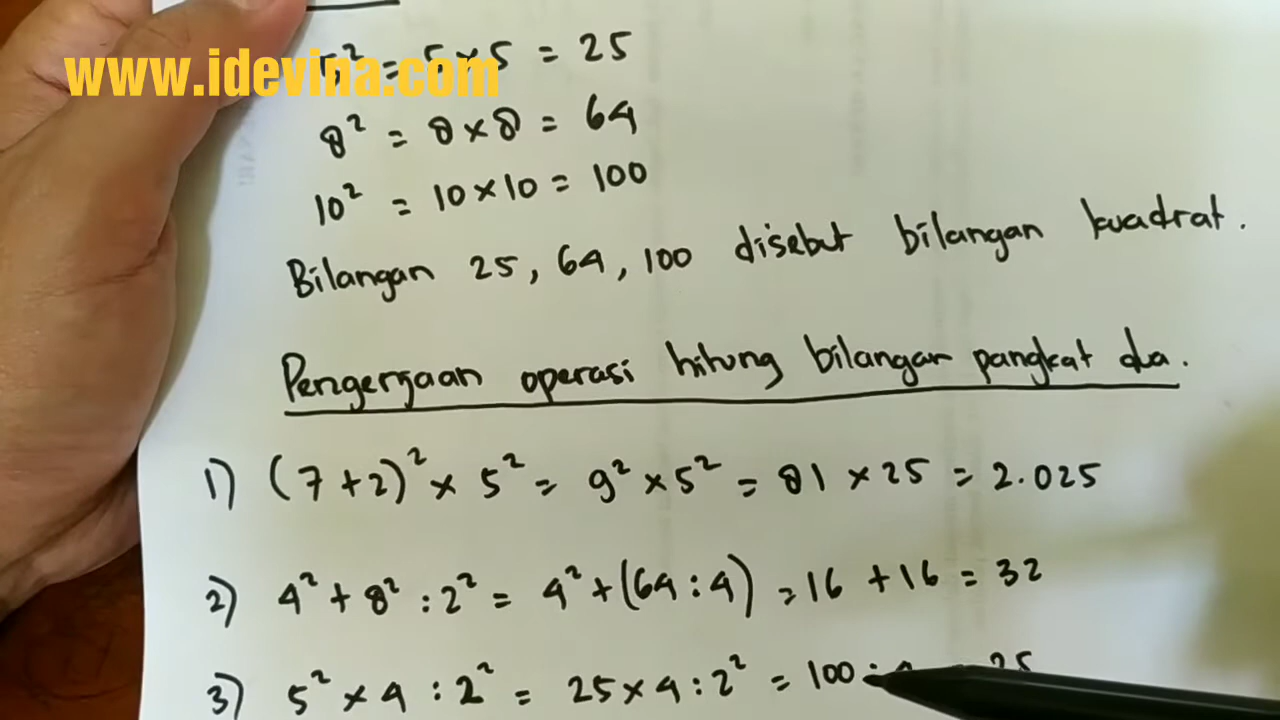 www.idevina.com
5² = 5 × 5 = 25
8² = 8 × 8 = 64
10² = 10 × 10 = 100
Bilangan 25, 64, 100 disebut bilangan kuadrat.
Pengerjaan operasi hitung bilangan pangkat dua.
1) (7 + 2)² × 5² = 9² × 5² = 81 × 25 = 2.025
2) 4² + 8² : 2² = 4² + (64 : 4) = 16 + 16 = 32
3) 5² × 4 : 2² = 25 × 4 : 2² = 100 : = 25